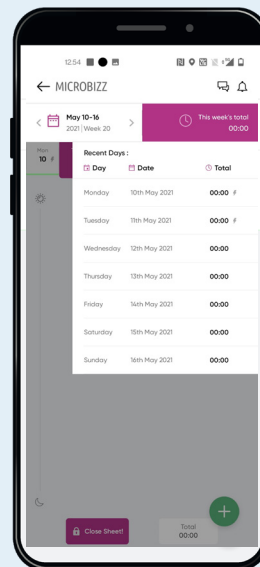 12:54
MICROBIZZ
May 10-16
2021 | Week 20
This week's total
00:00
Mon
10
Recent Days :
Day Date Total
Monday 10th May 2021 00:00
Tuesday 11th May 2021 00:00
Wednesday 12th May 2021 00:00
Thursday 13th May 2021 00:00
Friday 14th May 2021 00:00
Saturday 15th May 2021 00:00
Sunday 16th May 2021 00:00
Close Sheet!
Total
00:00